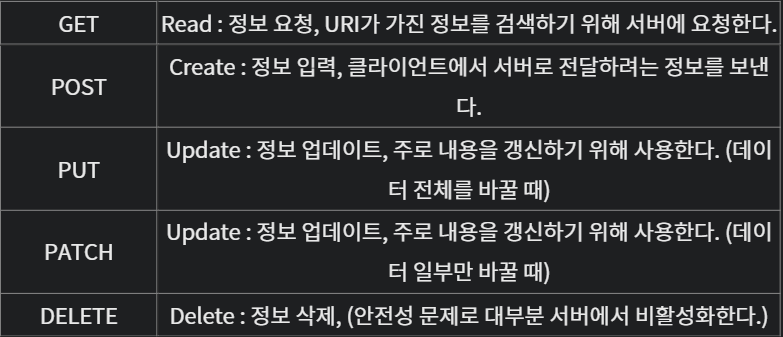 GET
Read : 정보 요청, URI가 가진 정보를 검색하기 위해 서버에 요청한다.
POST
Create : 정보 입력, 클라이언트에서 서버로 전달하려는 정보를 보낸
다.
PUT
Update : 정보 업데이트, 주로 내용을 갱신하기 위해 사용한다. (데이
터 전체를 바꿀 때)
PATCH
Update : 정보 업데이트, 주로 내용을 갱신하기 위해 사용한다. (데이
터 일부만 바꿀 때)
DELETE
Delete : 정보 삭제, (안전성 문제로 대부분 서버에서 비활성화한다.)